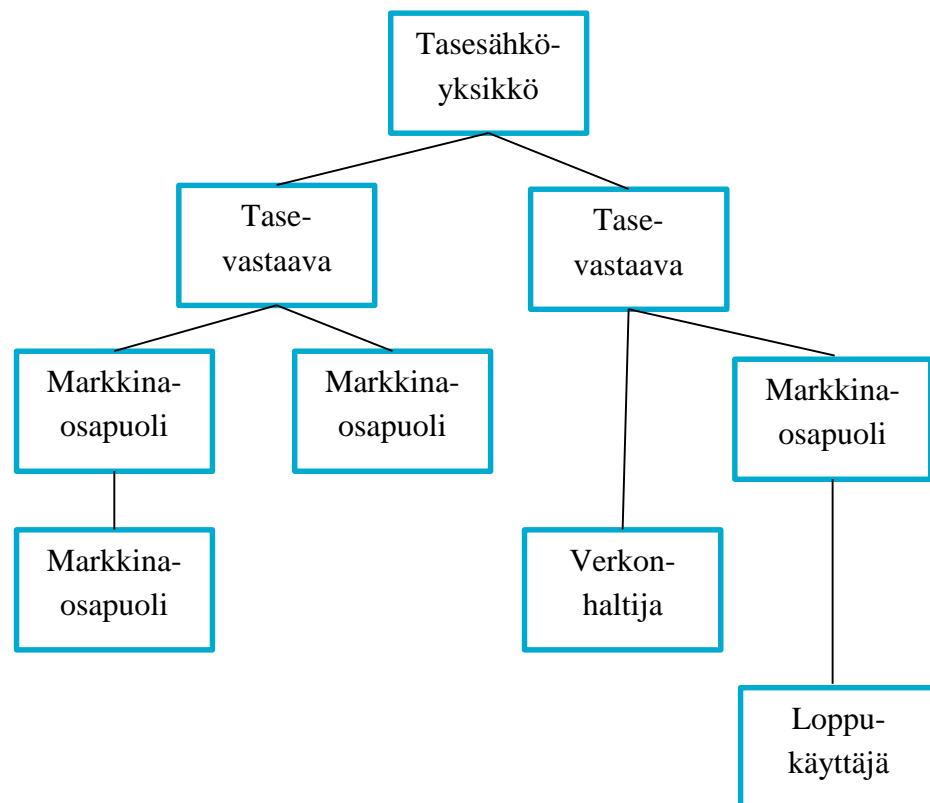 Tasesähkö-
yksikkö
Tase-
vastaava
Tase-
vastaava
Markkina-
osapuoli
Markkina-
osapuoli
Markkina-
osapuoli
Markkina-
osapuoli
Verkon-
haltija
Loppu-
käyttäjä